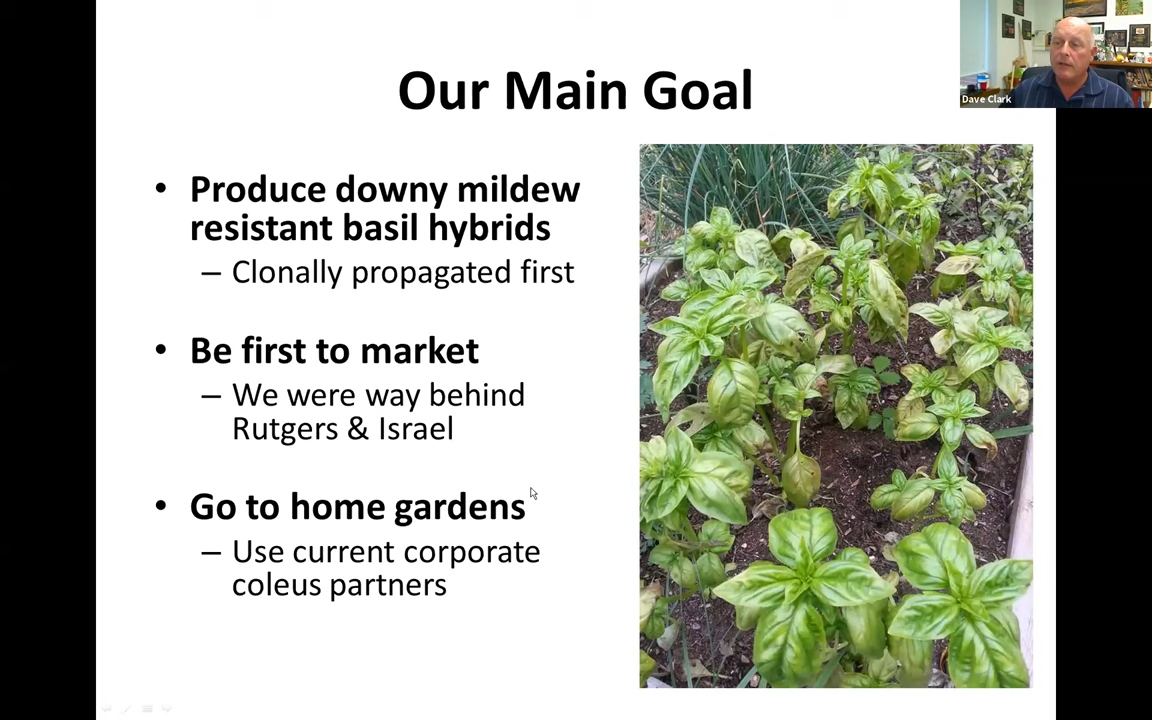 Our Main Goal
Dave Clark
• Produce downy mildew
resistant basil hybrids
– Clonally propagated first
• Be first to market
– We were way behind
Rutgers & Israel
• Go to home gardens
– Use current corporate
coleus partners